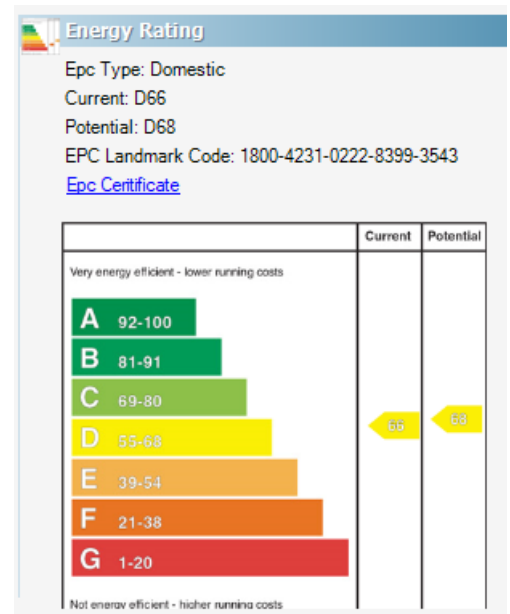 Energy Rating
Epc Type: Domestic
Current: D66
Potential: D68
EPC Landmark Code: 1800-4231-0222-8399-3543
Epc Ceritificate
Current Potential
Very energy efficient - lower running costs
A 92-100
B 81-91
C 69-80
D 55-68
66 68
E 39-54
F 21-38
G 1-20
Not energy efficient - higher running costs